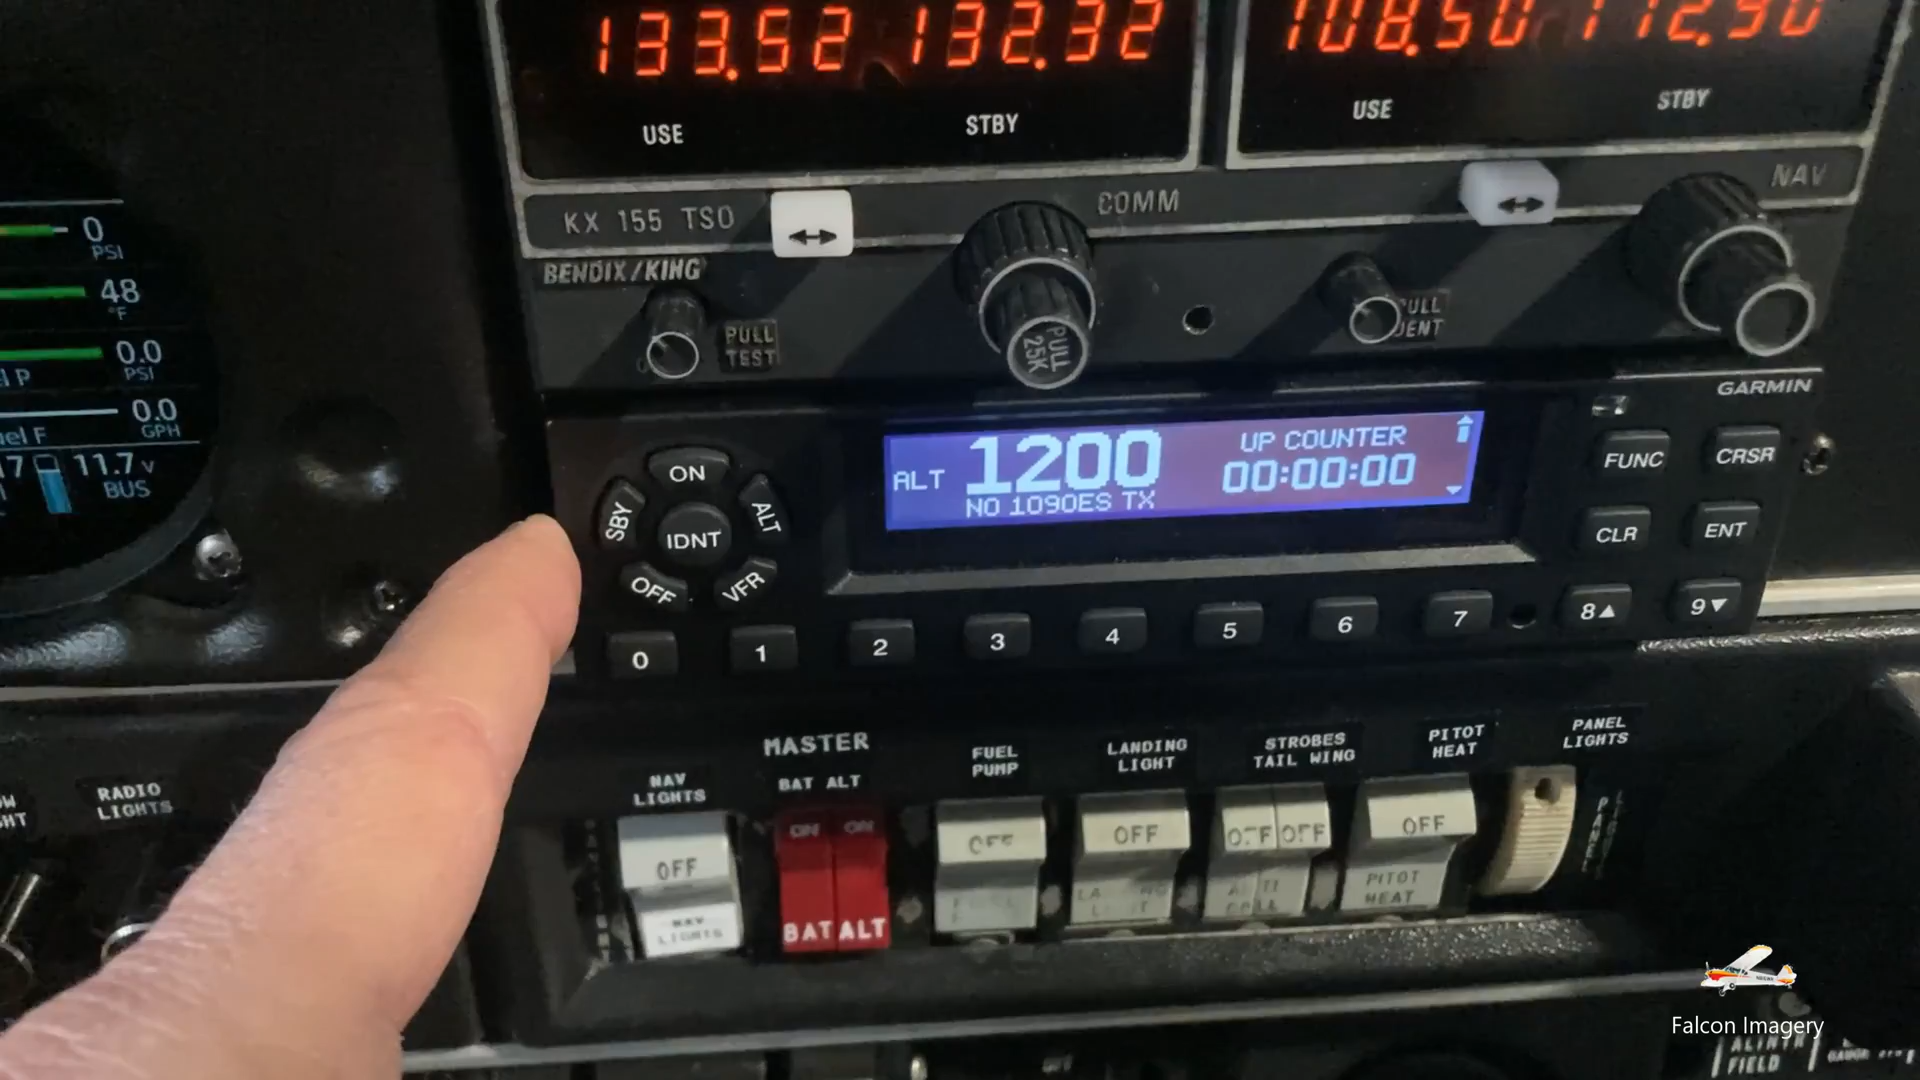 133.52 132.32
USE STBY
108.50 112.90
USE STBY
KX 155 TSO
COMM
NAV
BENDIX/KING
PULL
TEST
PULL
25K
0
PSI
48
°F
0.0
PSI
P
0.0
GPH
F
11.7 V
BUS
GARMIN
ON
SBY
ALT
IDNT
OFF
VFR
ALT
1200
NO 1090ES TX
UP COUNTER
00:00:00
FUNC
CRSR
CLR
ENT
0 1 2 3 4 5 6 7 8▲ 9▼
RADIO
LIGHTS
NAV
LIGHTS
MASTER
BAT ALT
FUEL
PUMP
LANDING
LIGHT
STROBES
TAIL WING
PITOT
HEAT
PANEL
LIGHTS
OFF
NAV
LIGHTS
ON ON
BAT ALT
OFF
OFF
OFF OFF
OFF
PITOT
HEAT
Falcon Imagery
FIELD